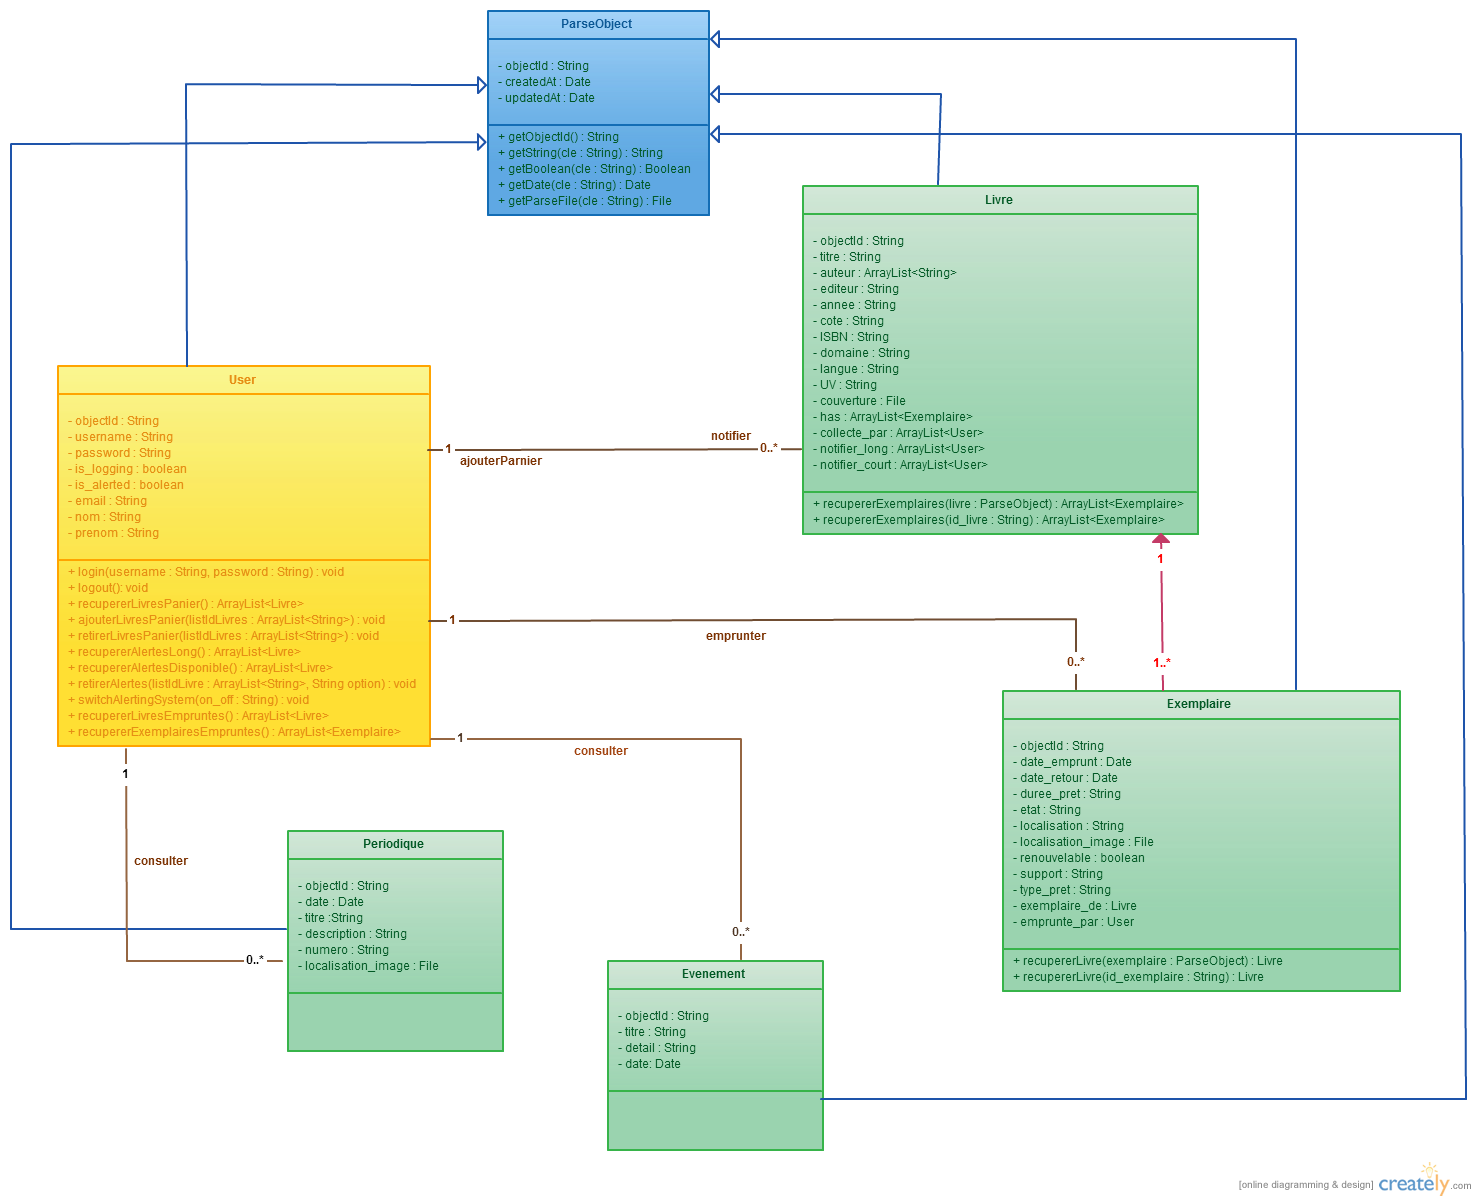 ParseObject
- objectId : String
- createdAt : Date
- updatedAt : Date
+ getObjectId() : String
+ getString(cle : String) : String
+ getBoolean(cle : String) : Boolean
+ getDate(cle : String) : Date
+ getParseFile(cle : String) : File
Livre
- objectId : String
- titre : String
- auteur : ArrayList<String>
- editeur : String
- annee : String
- cote : String
- ISBN : String
- domaine : String
- langue : String
- UV : String
- couverture : File
- has : ArrayList<Exemplaire>
- collecte_par : ArrayList<User>
- notifier_long : ArrayList<User>
- notifier_court : ArrayList<User>
+ recupererExemplaires(livre : ParseObject) : ArrayList<Exemplaire>
+ recupererExemplaires(id_livre : String) : ArrayList<Exemplaire>
User
- objectId : String
- username : String
- password : String
- is_logging : boolean
- is_alerted : boolean
- email : String
- nom : String
- prenom : String
+ login(username : String, password : String) : void
+ logout(): void
+ recupererLivresPanier() : ArrayList<Livre>
+ ajouterLivresPanier(listIdLivres : ArrayList<String>) : void
+ retirerLivresPanier(listIdLivres : ArrayList<String>) : void
+ recupererAlertesLong() : ArrayList<Livre>
+ recupererAlertesDisponible() : ArrayList<Livre>
+ retirerAlertes(listIdLivre : ArrayList<String>, String option) : void
+ switchAlertingSystem(on_off : String) : void
+ recupererLivresEmpruntes() : ArrayList<Livre>
+ recupererExemplairesEmpruntes() : ArrayList<Exemplaire>
notifier
1
0..*
ajouterParnier
1
emprunter
0..*
1
1..*
1
consulter
0..*
1
consulter
0..*
Exemplaire
- objectId : String
- date_emprunt : Date
- date_retour : Date
- duree_pret : String
- etat : String
- localisation : String
- localisation_image : File
- renouvelable : boolean
- support : String
- type_pret : String
- exemplaire_de : Livre
- emprunte_par : User
+ recupererLivre(exemplaire : ParseObject) : Livre
+ recupererLivre(id_exemplaire : String) : Livre
Periodique
- objectId : String
- date : Date
- titre :String
- description : String
- numero : String
- localisation_image : File
Evenement
- objectId : String
- titre : String
- detail : String
- date: Date
[online diagramming & design] creately.com